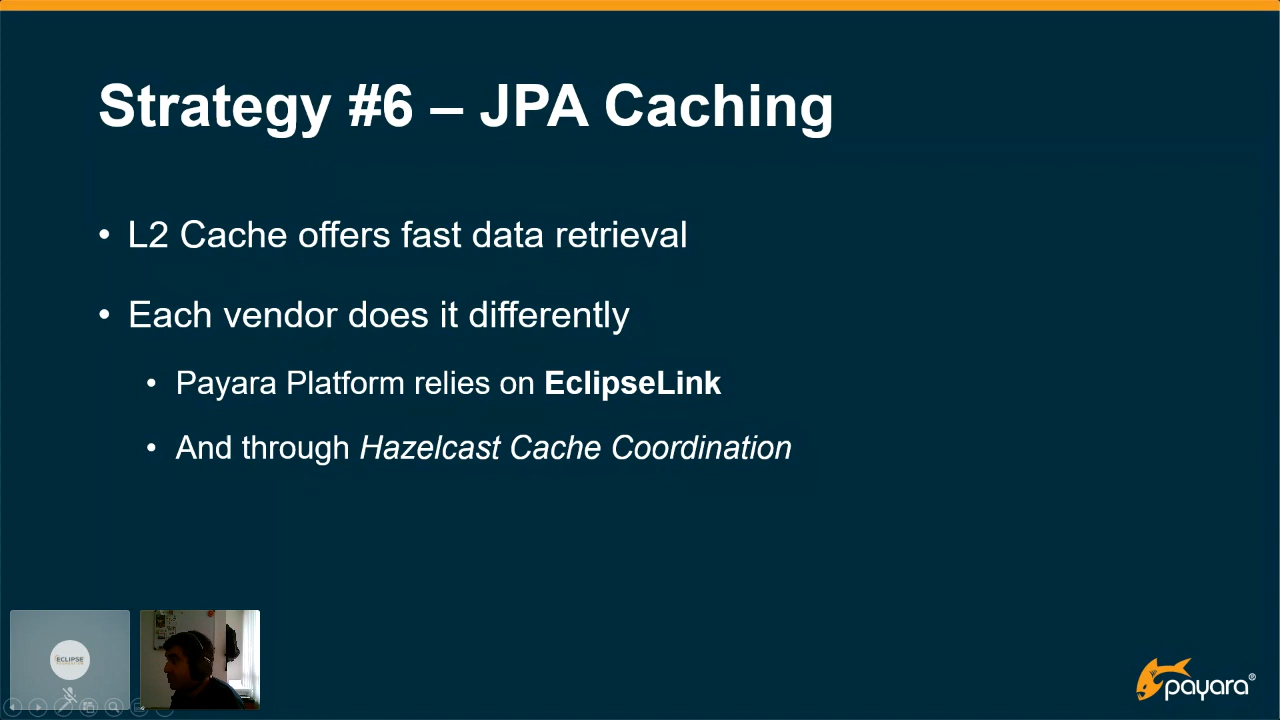 Strategy #6 – JPA Caching
• L2 Cache offers fast data retrieval
• Each vendor does it differently
• Payara Platform relies on EclipseLink
• And through Hazelcast Cache Coordination
ECLIPSE
payara®